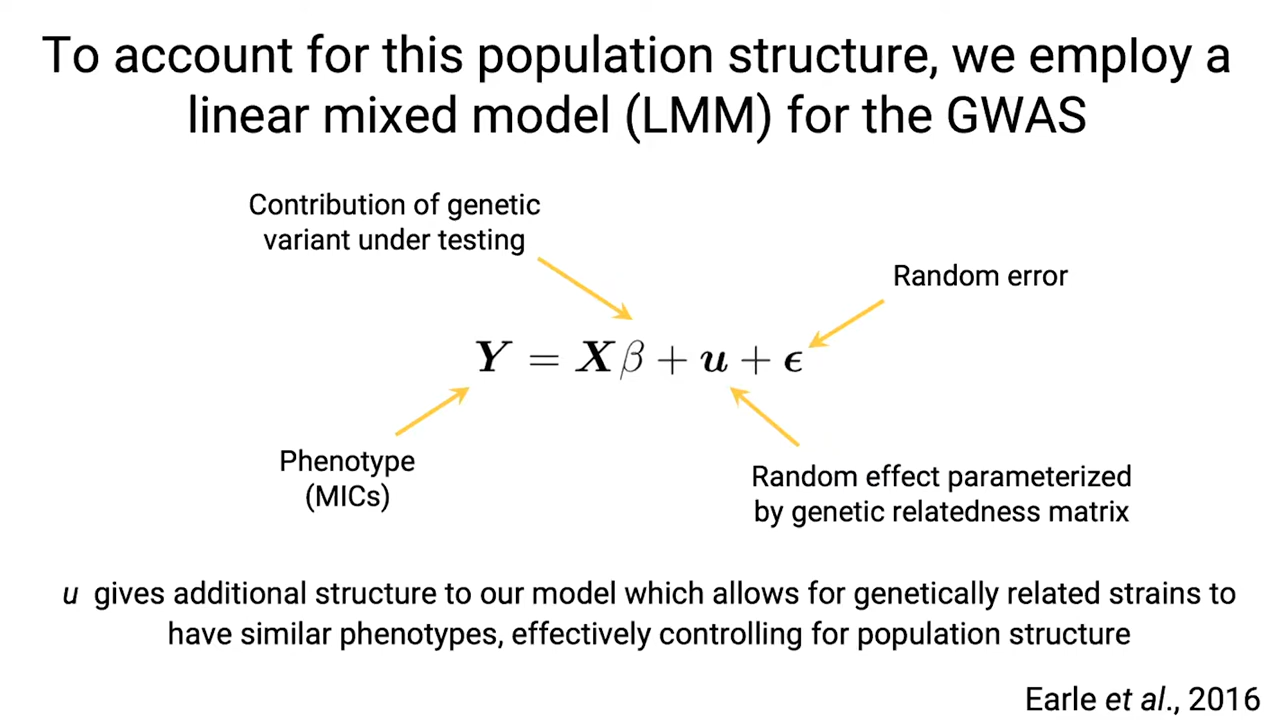 To account for this population structure, we employ a
linear mixed model (LMM) for the GWAS
Contribution of genetic
variant under testing
Random error
Y = Xβ + u + ϵ
Phenotype
(MICs)
Random effect parameterized
by genetic relatedness matrix
u gives additional structure to our model which allows for genetically related strains to
have similar phenotypes, effectively controlling for population structure
Earle et al., 2016